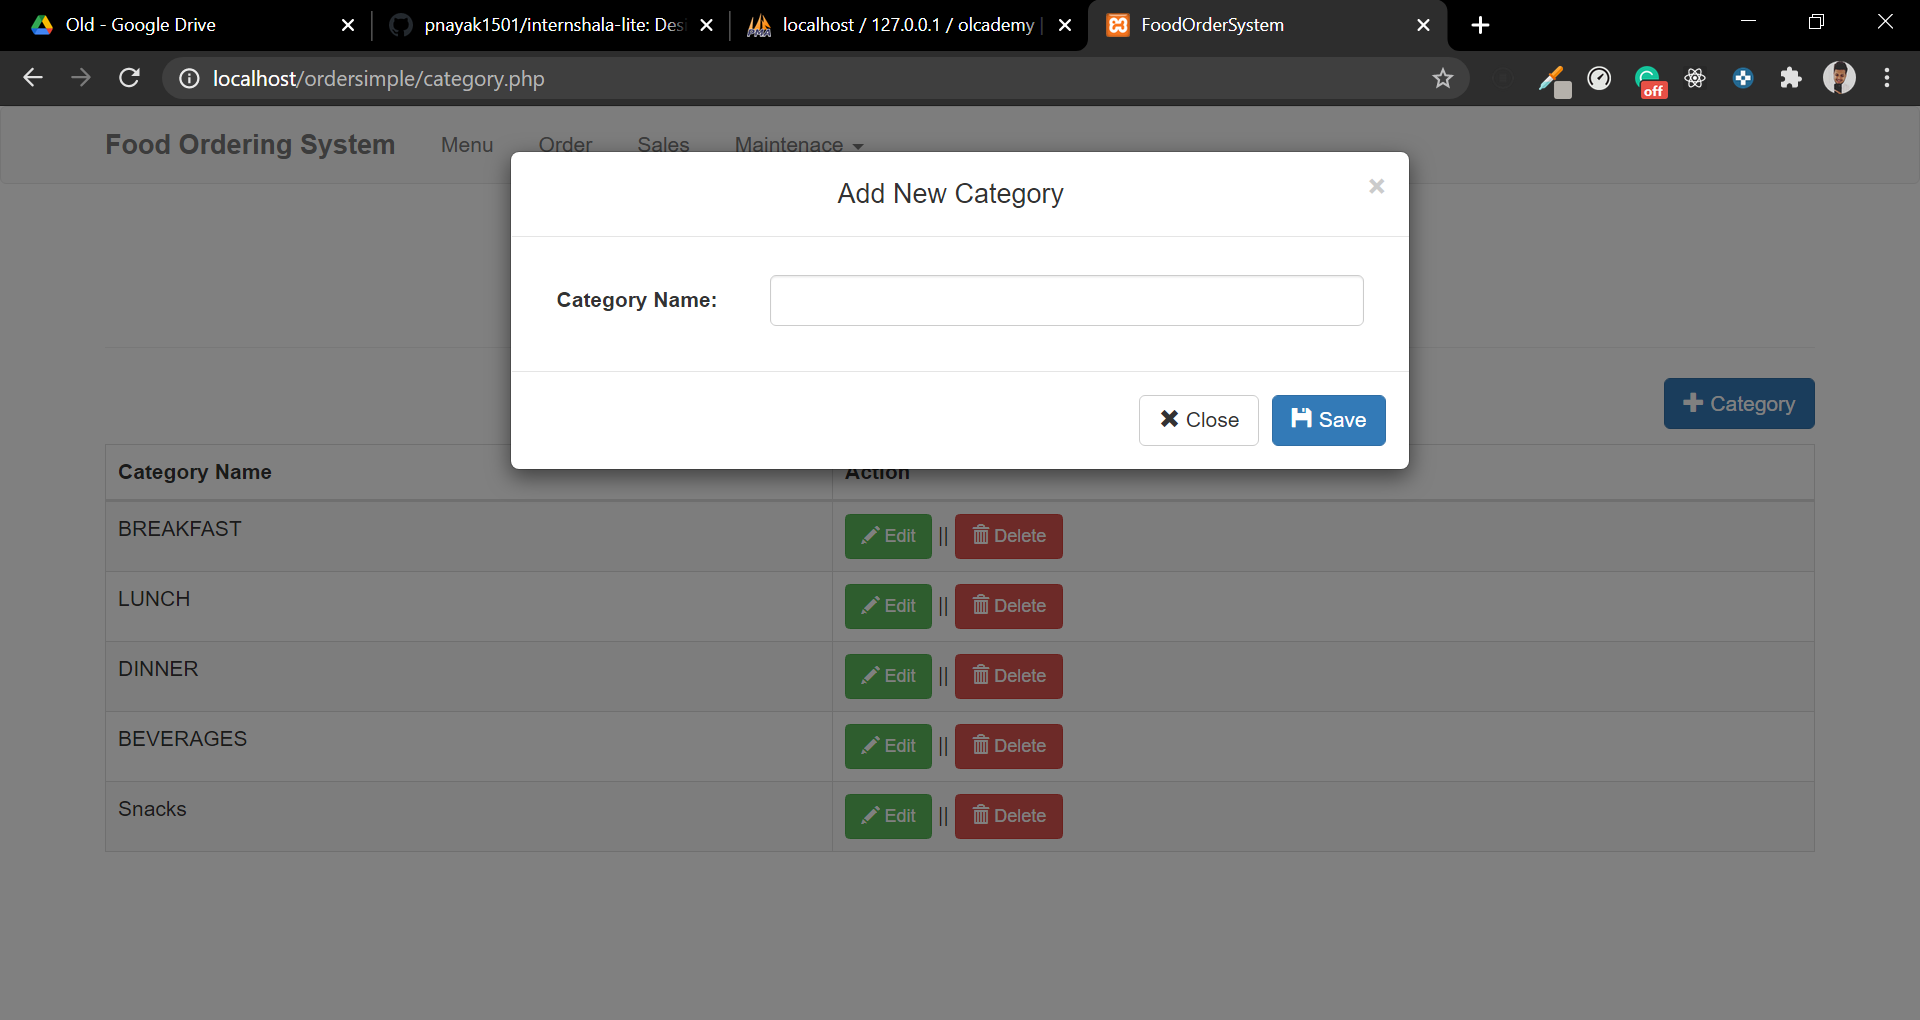 Old - Google Drive
pnayak1501/internshala-lite: Des
localhost / 127.0.0.1 / olcademy |
FoodOrderSystem
localhost/ordersimple/category.php
off
Food Ordering System Menu Order Sales Maintenace
Add New Category ×
Category Name:
Category
Close Save
Category Name Action
BREAKFAST Edit || Delete
LUNCH Edit || Delete
DINNER Edit || Delete
BEVERAGES Edit || Delete
Snacks Edit || Delete